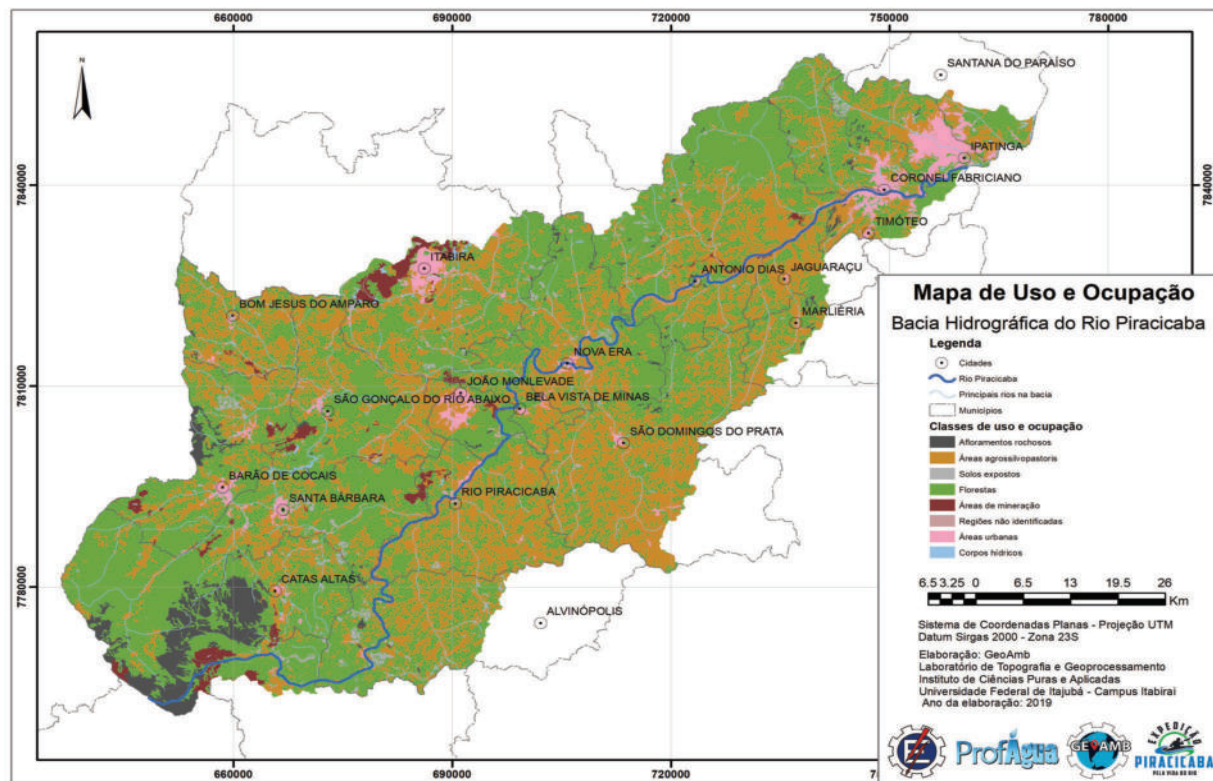 660000 690000 720000 750000 780000
N
SANTANA DO PARAÍSO
IPATINGA
7840000 CORONEL FABRICIANO 7840000
TIMÓTEO
ITABIRA
ANTONIO DIAS JAGUARAÇU
BOM JESUS DO AMPARO
MARLIÉRIA
NOVA ERA
7810000
JOÃO MONLEVADE
SÃO GONÇALO DO RIO ABAIXO BELA VISTA DE MINAS
SÃO DOMINGOS DO PRATA
BARÃO DE COCAIS
SANTA BÁRBARA RIO PIRACICABA
7780000
CATAS ALTAS
ALVINÓPOLIS
660000 690000 720000
Mapa de Uso e Ocupação
Bacia Hidrográfica do Rio Piracicaba
Legenda
Cidades
Rio Piracicaba
Principais rios na bacia
Municípios
Classes de uso e ocupação
Afloramentos rochosos
Áreas agrossilvopastoris
Solos expostos
Florestas
Áreas de mineração
Regiões não identificadas
Áreas urbanas
Corpos hídricos
6.5 3.25 0 6.5 13 19.5 26
Km
Sistema de Coordenadas Planas - Projeção UTM
Datum Sirgas 2000 - Zona 23S
Elaboração: GeoAmb
Laboratório de Topografia e Geoprocessamento
Instituto de Ciências Puras e Aplicadas
Universidade Federal de Itajubá - Campus Itabirai
Ano da elaboração: 2019
ProfÁgua
GEOAMB
EXPEDIÇÃO
PIRACICABA
PELA VIDA DO RIO